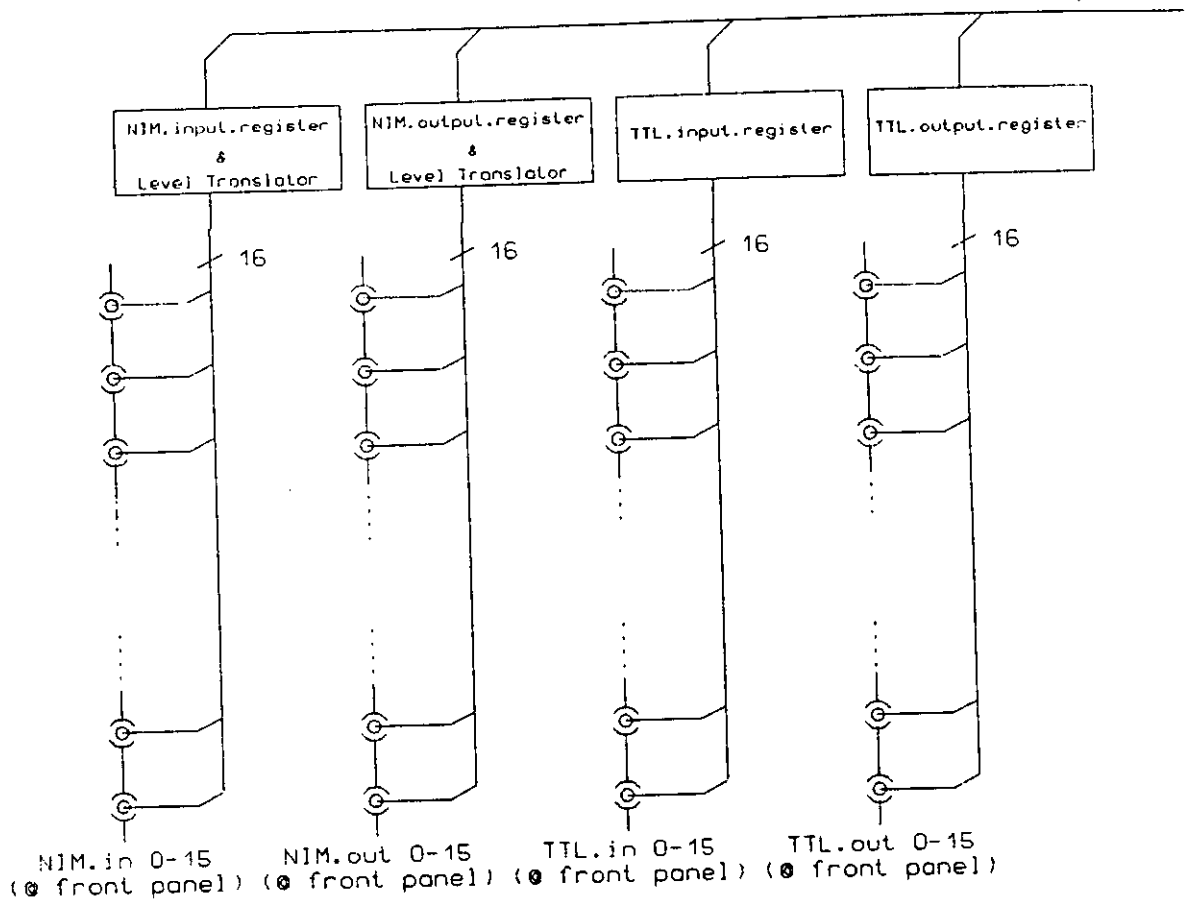 NIM.input.register
&
Level Translator
NIM.output.register
&
Level Translator
TTL.input.register
TTL.output.register
16
16
16
16
NIM.in 0-15
(@ front panel)
NIM.out 0-15
(@ front panel)
TTL.in 0-15
(@ front panel)
TTL.out 0-15
(@ front panel)